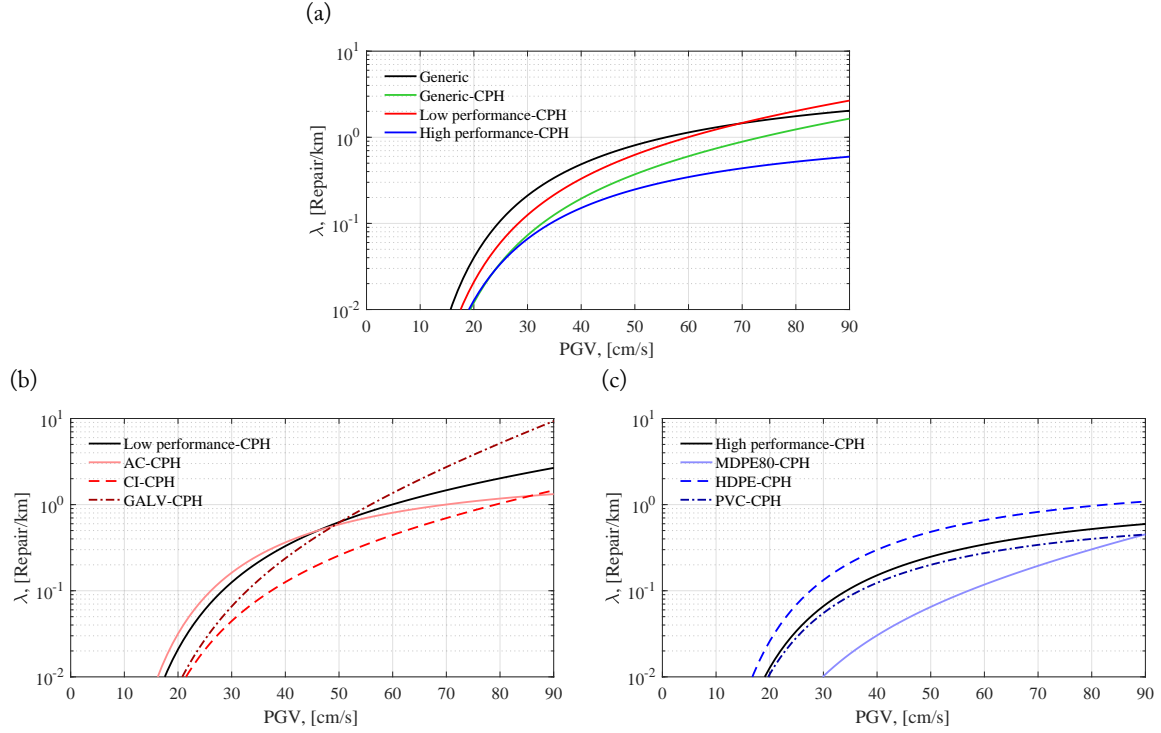 (a)
λ, [Repair/km]
10^1
10^0
10^-1
10^-2
Generic
Generic-CPH
Low performance-CPH
High performance-CPH
0 10 20 30 40 50 60 70 80 90
PGV, [cm/s]
(b)
λ, [Repair/km]
10^1
10^0
10^-1
10^-2
Low performance-CPH
AC-CPH
CI-CPH
GALV-CPH
0 10 20 30 40 50 60 70 80 90
PGV, [cm/s]
(c)
λ, [Repair/km]
10^1
10^0
10^-1
10^-2
High performance-CPH
MDPE80-CPH
HDPE-CPH
PVC-CPH
0 10 20 30 40 50 60 70 80 90
PGV, [cm/s]